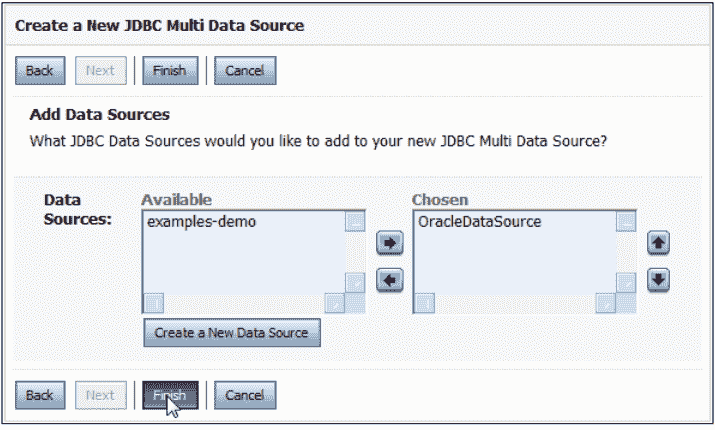 Create a New JDBC Multi Data Source
Back Next Finish Cancel
Add Data Sources
What JDBC Data Sources would you like to add to your new JDBC Multi Data Source?
Data Sources:
Available
examples-demo
Chosen
OracleDataSource
Create a New Data Source
Back Next Finish Cancel